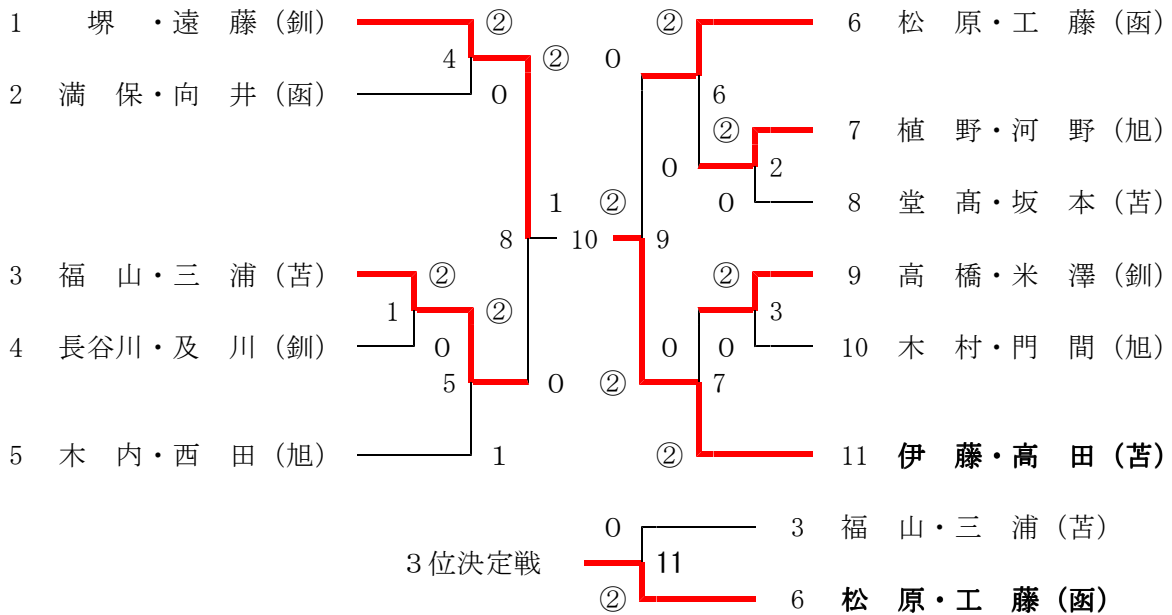 1 堺 ・遠 藤（釧） ② ② 6 松 原・工 藤（函）
4 ② 0
2 満 保・向 井（函） 0 6
② 7 植 野・河 野（旭）
0 2
1 ② 0 8 堂 髙・坂 本（苫）
8 10 9
3 福 山・三 浦（苫） ② ② 9 高 橋・米 澤（釧）
1 ② 3
4 長谷川・及 川（釧） 0 0 0 10 木 村・門 間（旭）
5 0 ② 7
5 木 内・西 田（旭） 1 ② 11 伊 藤・高 田（苫）
0 3 福 山・三 浦（苫）
３位決定戦 11
② 6 松 原・工 藤（函）